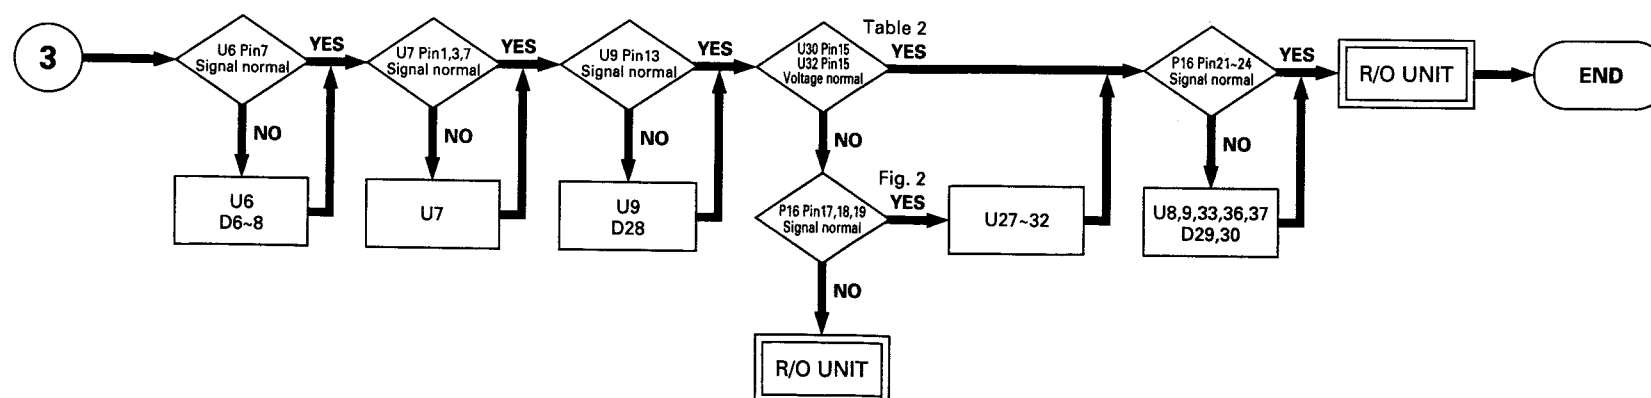 3
U6 Pin7
Signal normal
YES
NO
U6
D6~8
U7 Pin1,3,7
Signal normal
YES
NO
U7
U9 Pin13
Signal normal
YES
NO
U9
D28
U30 Pin15
U32 Pin15
Voltage normal
Table 2
YES
NO
P16 Pin17,18,19
Signal normal
Fig. 2
YES
U27~32
NO
R/O UNIT
P16 Pin21~24
Signal normal
YES
NO
U8,9,33,36,37
D29,30
R/O UNIT
END